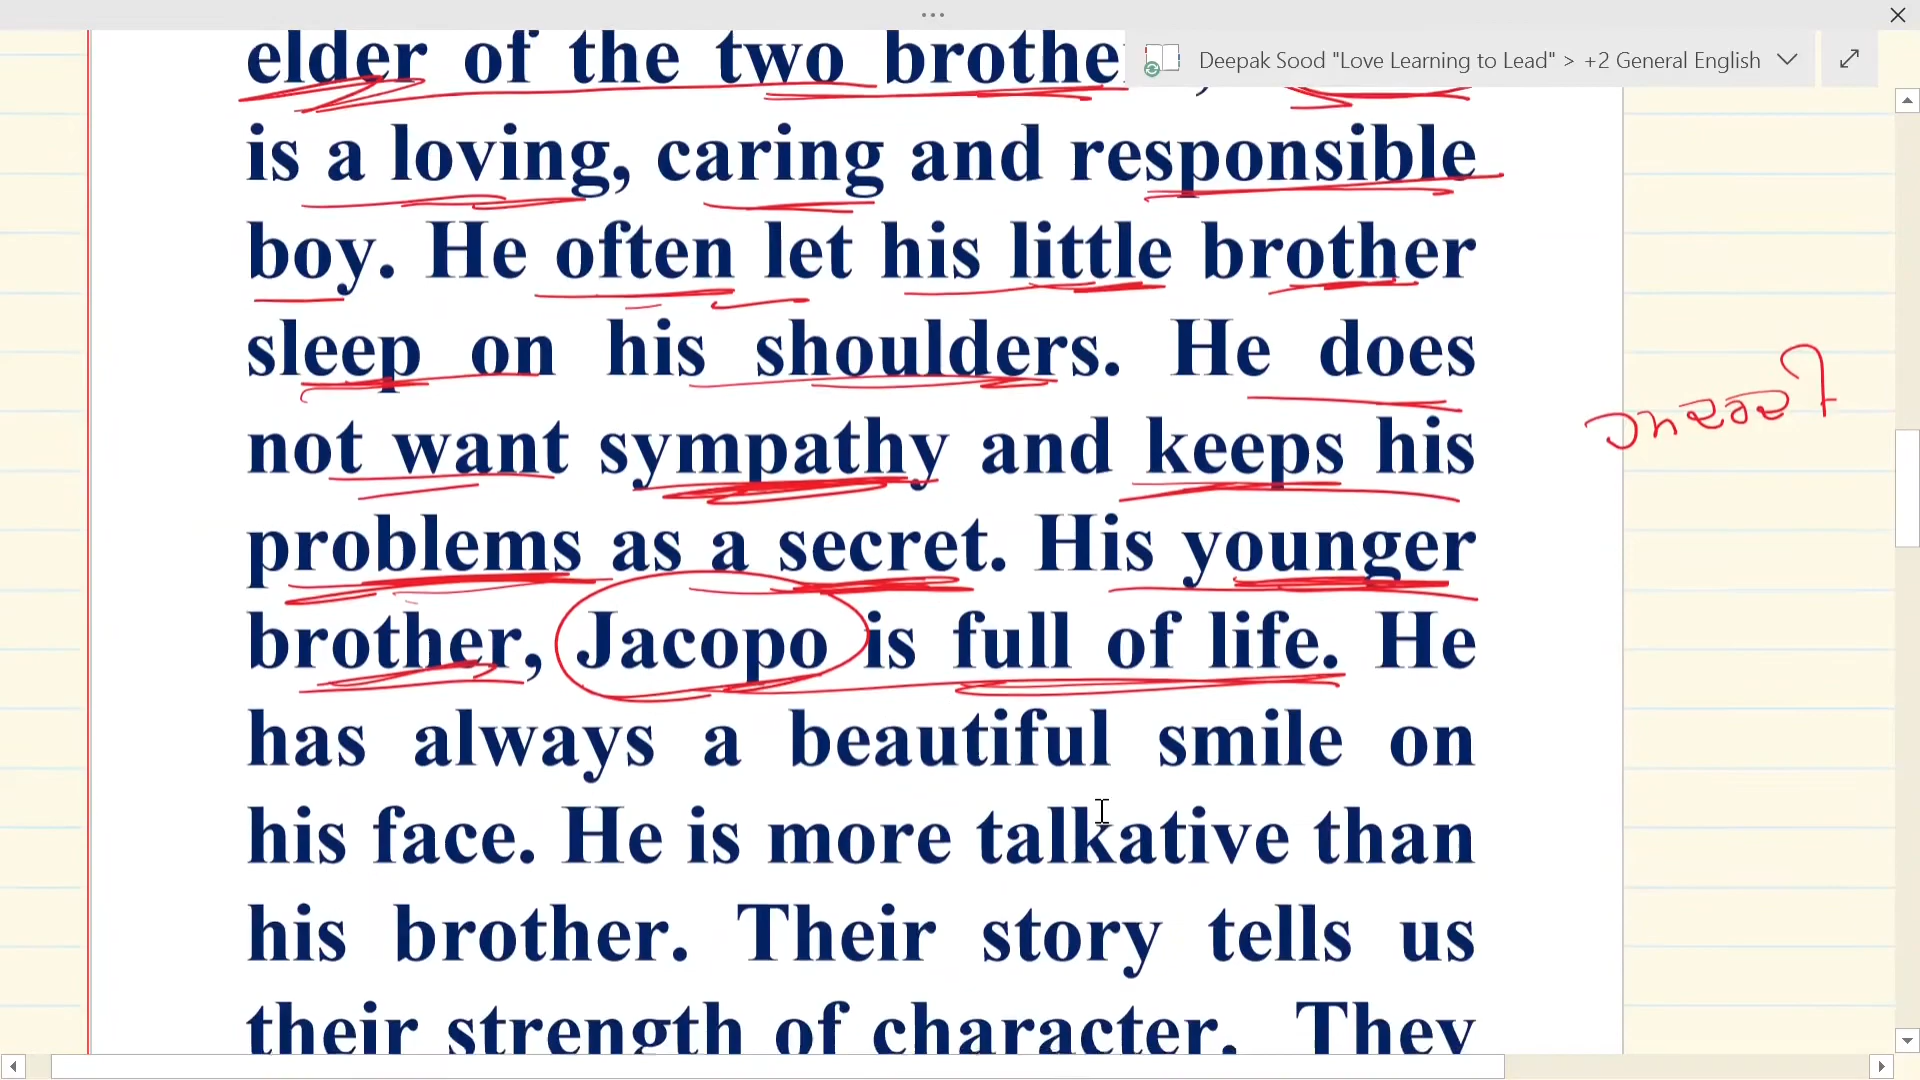 Deepak Sood "Love Learning to Lead" > +2 General English
elder of the two brothe
is a loving, caring and responsible
boy. He often let his little brother
sleep on his shoulders. He does
not want sympathy and keeps his
problems as a secret. His younger
brother, Jacopo is full of life. He
has always a beautiful smile on
his face. He is more talkative than
his brother. Their story tells us
their strength of character. They